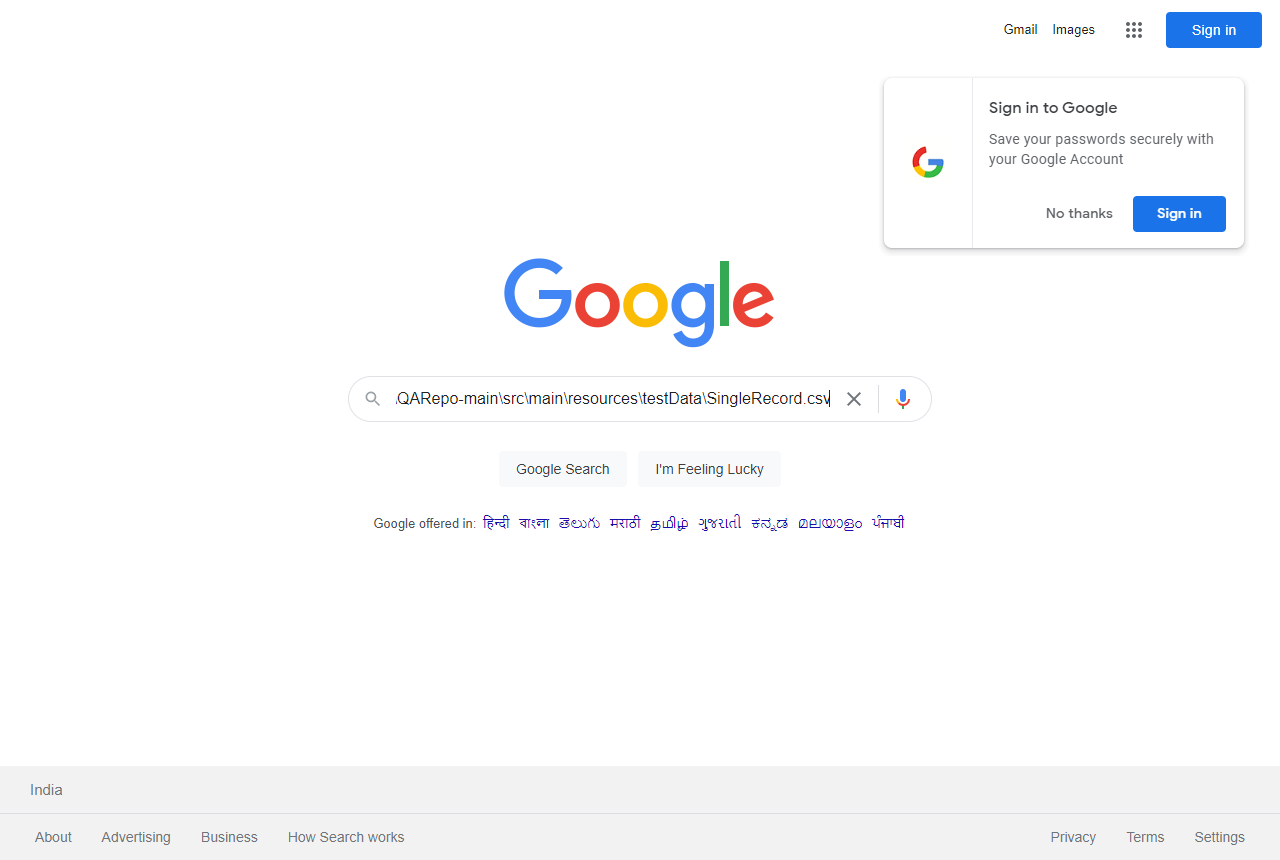 Gmail Images Sign in
Sign in to Google
Save your passwords securely with
your Google Account
No thanks Sign in
Google
\QARepo-main\src\main\resources\testData\SingleRecord.csv
Google Search I'm Feeling Lucky
Google offered in: हिन्दी বাংলা తెలుగు मराठी தமிழ் ગુજરાતી ಕನ್ನಡ മലയാളം ਪੰਜਾਬੀ
India
About Advertising Business How Search works Privacy Terms Settings